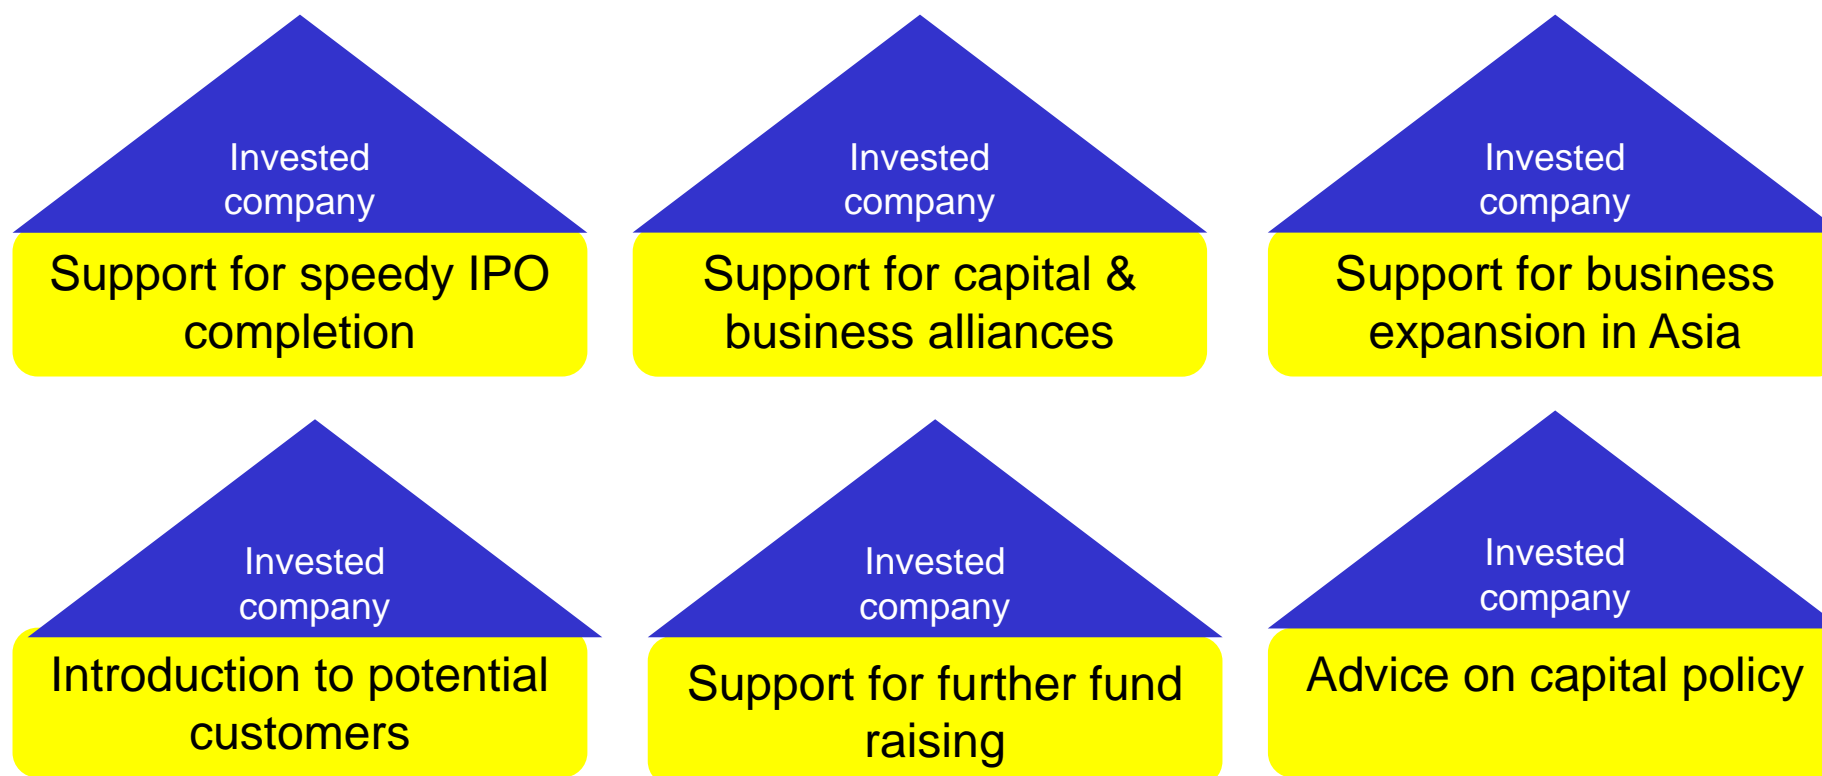 Invested
company
Support for speedy IPO
completion
Invested
company
Support for capital &
business alliances
Invested
company
Support for business
expansion in Asia
Invested
company
Introduction to potential
customers
Invested
company
Support for further fund
raising
Invested
company
Advice on capital policy